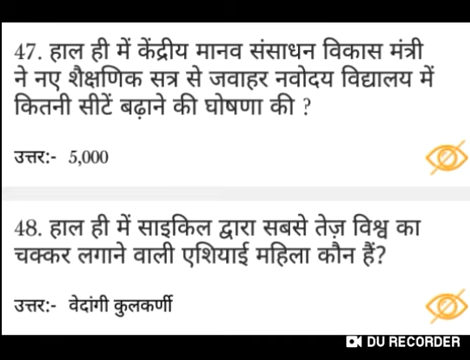 47. हाल ही में केंद्रीय मानव संसाधन विकास मंत्री
ने नए शैक्षणिक सत्र से जवाहर नवोदय विद्यालय में
कितनी सीटें बढ़ाने की घोषणा की ?
उत्तर:- 5,000
48. हाल ही में साइकिल द्वारा सबसे तेज़ विश्व का
चक्कर लगाने वाली एशियाई महिला कौन हैं?
उत्तर:- वेदांगी कुलकर्णी
DU RECORDER